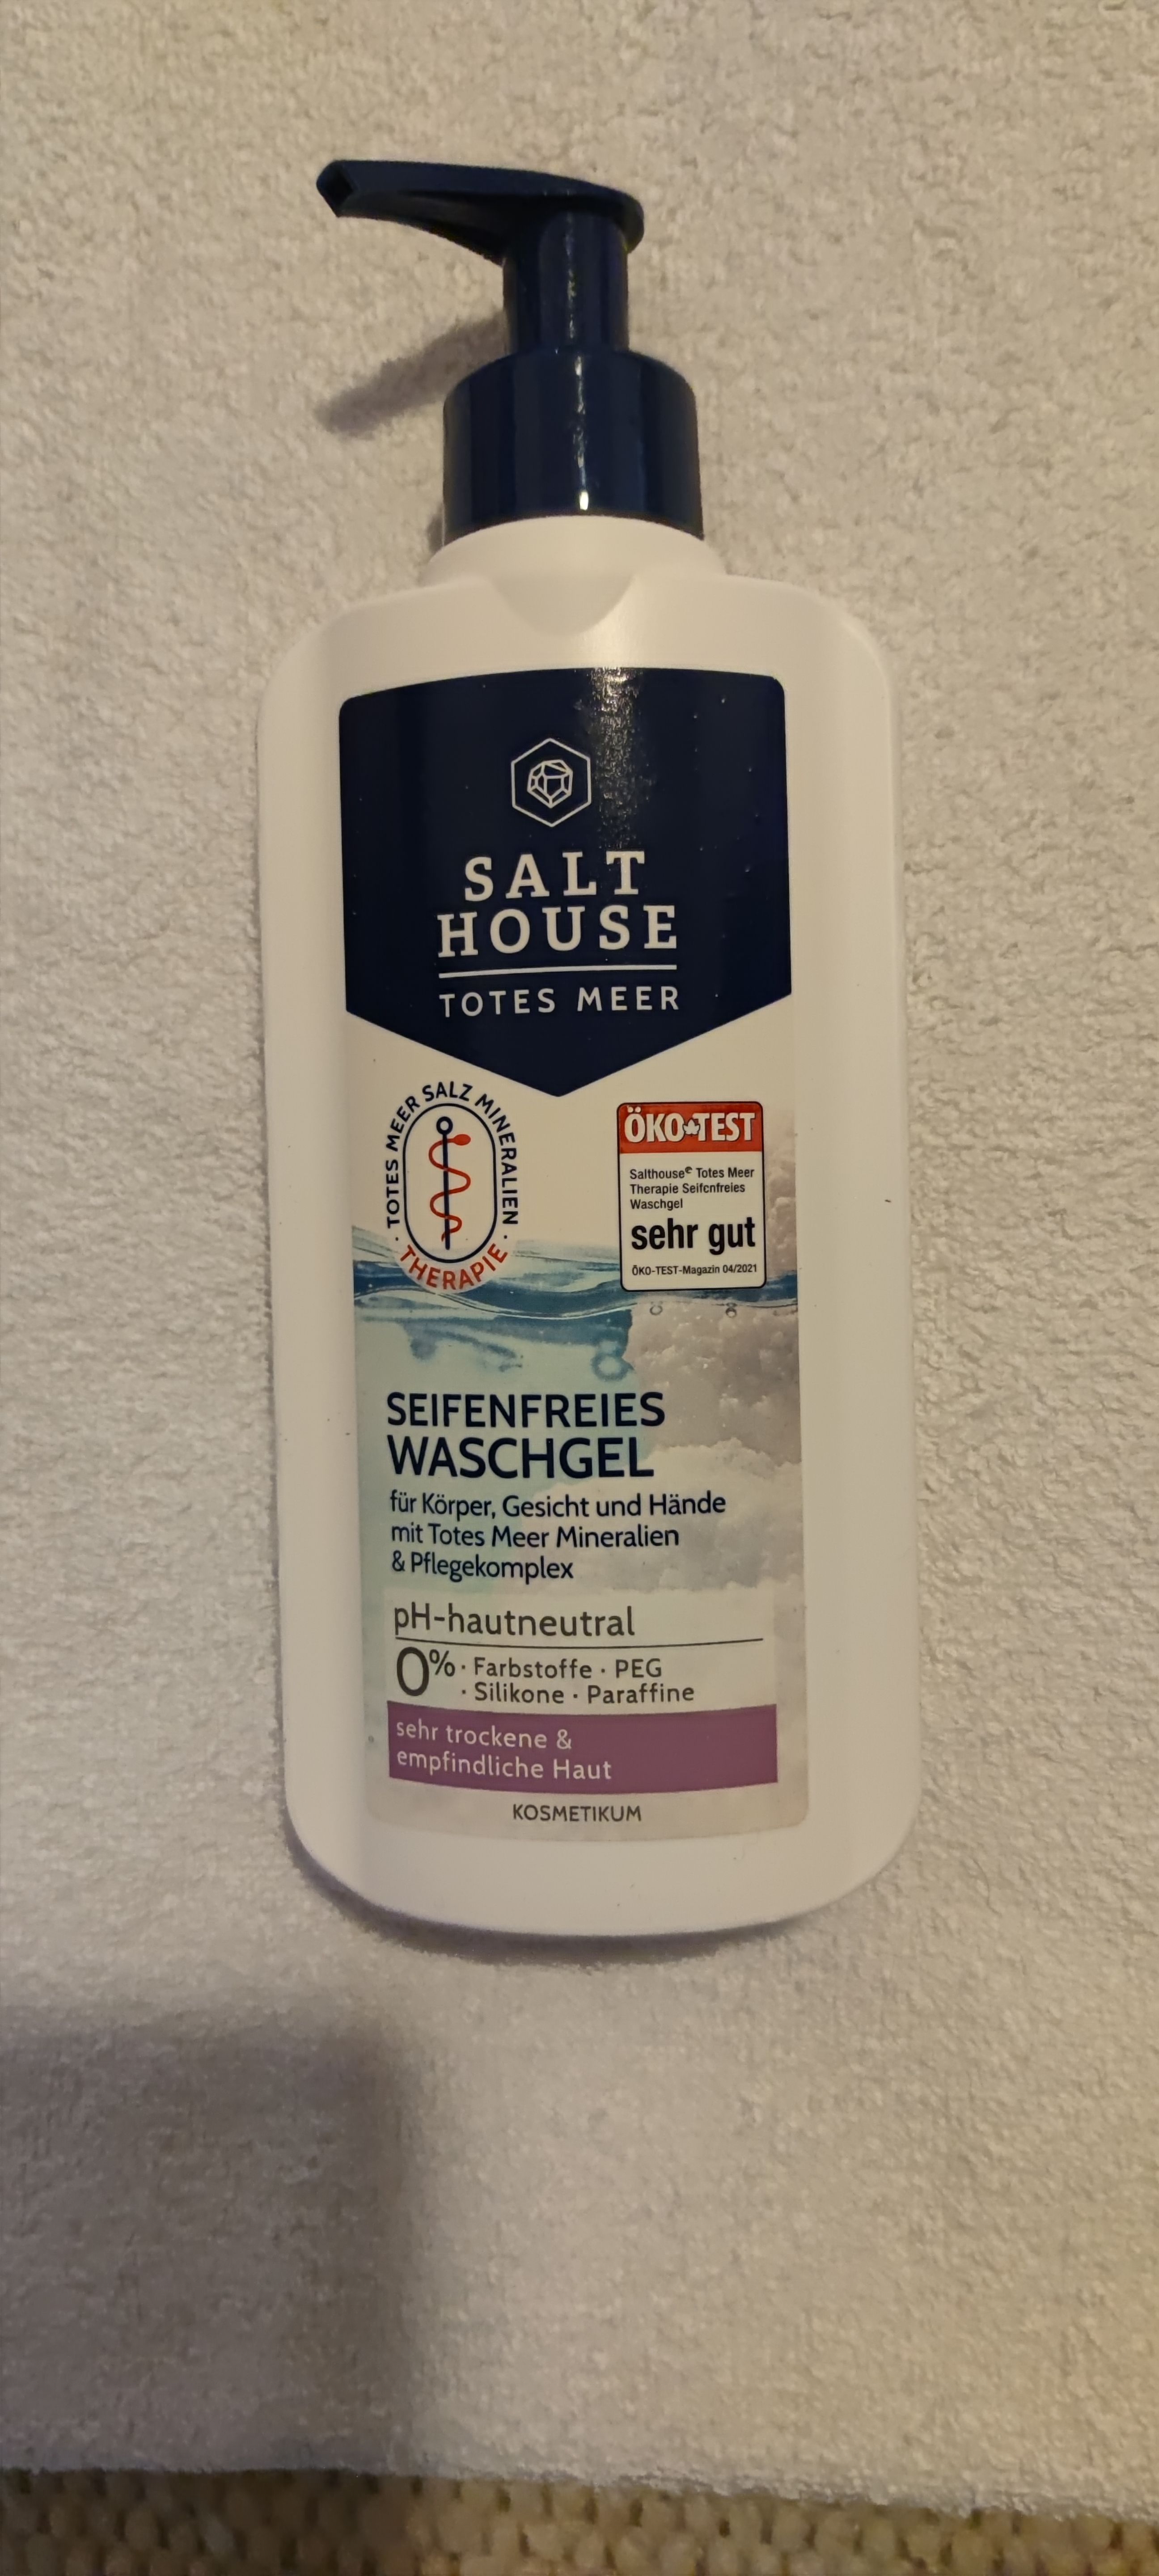 SALT
HOUSE
TOTES MEER
· TOTES MEER SALZ MINERALIEN ·
THERAPIE
ÖKO TEST
Salthouse® Totes Meer
Therapie Seifenfreies
Waschgel
sehr gut
ÖKO-TEST-Magazin 04/2021
SEIFENFREIES
WASCHGEL
für Körper, Gesicht und Hände
mit Totes Meer Mineralien
& Pflegekomplex
pH-hautneutral
0% · Farbstoffe · PEG
· Silikone · Paraffine
sehr trockene &
empfindliche Haut
KOSMETIKUM